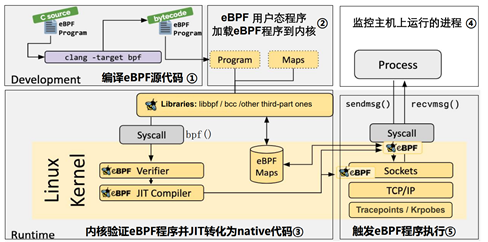 C source
eBPF
Program
bytecode
eBPF
Program
clang -target bpf
Development
编译eBPF源代码①
eBPF 用户态程序 ②
加载eBPF程序到内核
Program
Maps
监控主机上运行的进程 ④
Process
sendmsg()
recvmsg()
Libraries: libbpf / bcc /other third-part ones
Syscall
bpf()
Linux
Kernel
eBPF
Verifier
eBPF
JIT Compiler
eBPF
Maps
Syscall
eBPF
eBPF
Sockets
TCP/IP
Tracepoints / Krpobes
Runtime
内核验证eBPF程序并JIT转化为native代码③
触发eBPF程序执行⑤